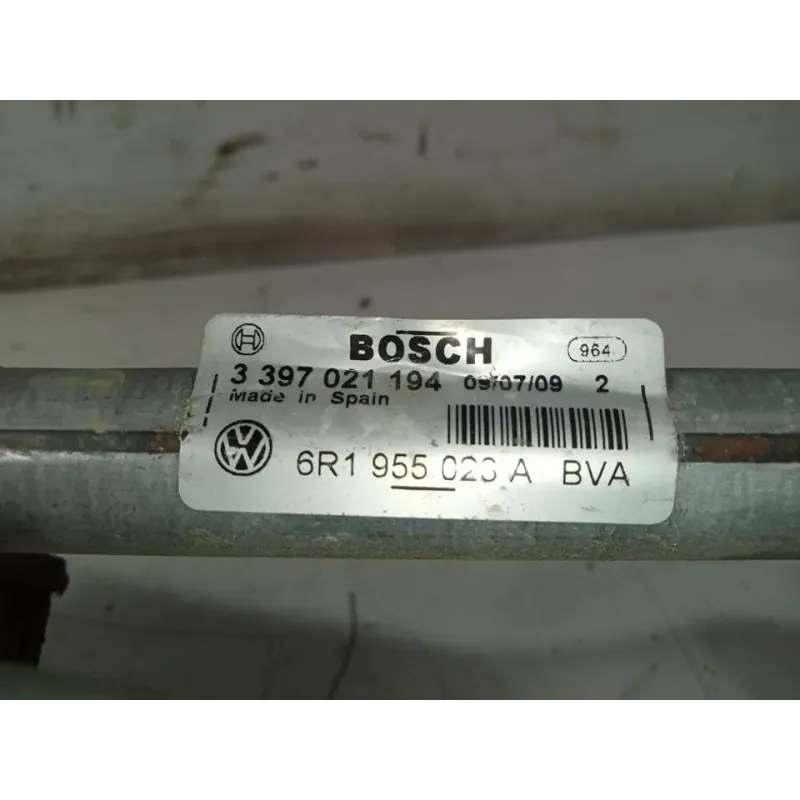 BOSCH 964
3 397 021 194 09/07/09 2
Made in Spain
6R1 955 023 A BVA